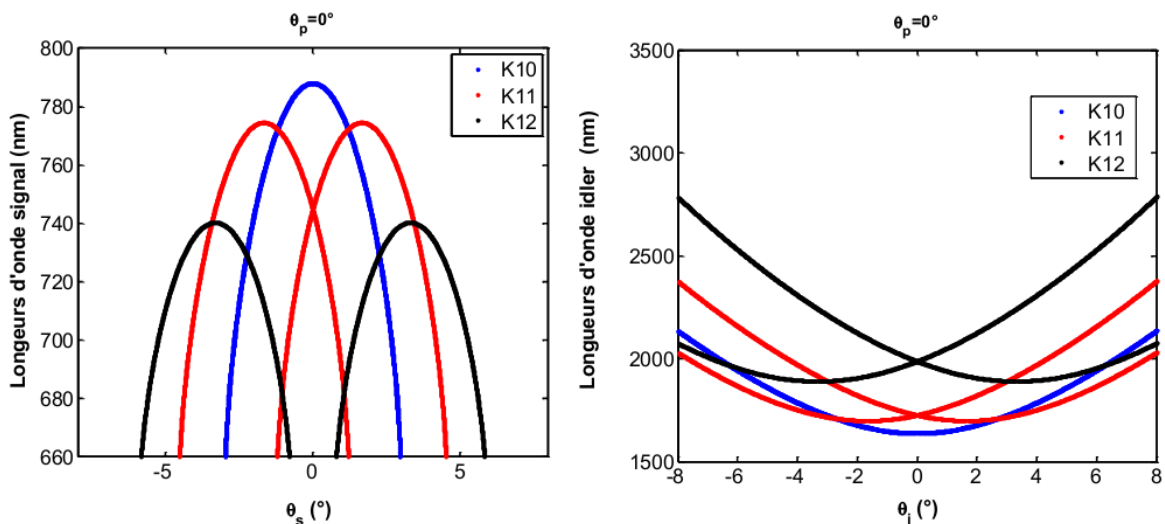 θp=0°
800
780
760
740
720
700
680
660
-5
0
5
Longeurs d'onde signal (nm)
θs (°)
K10
K11
K12
θp=0°
3500
3000
2500
2000
1500
-8
-6
-4
-2
0
2
4
6
8
Longueurs d'onde idler (nm)
θi (°)
K10
K11
K12